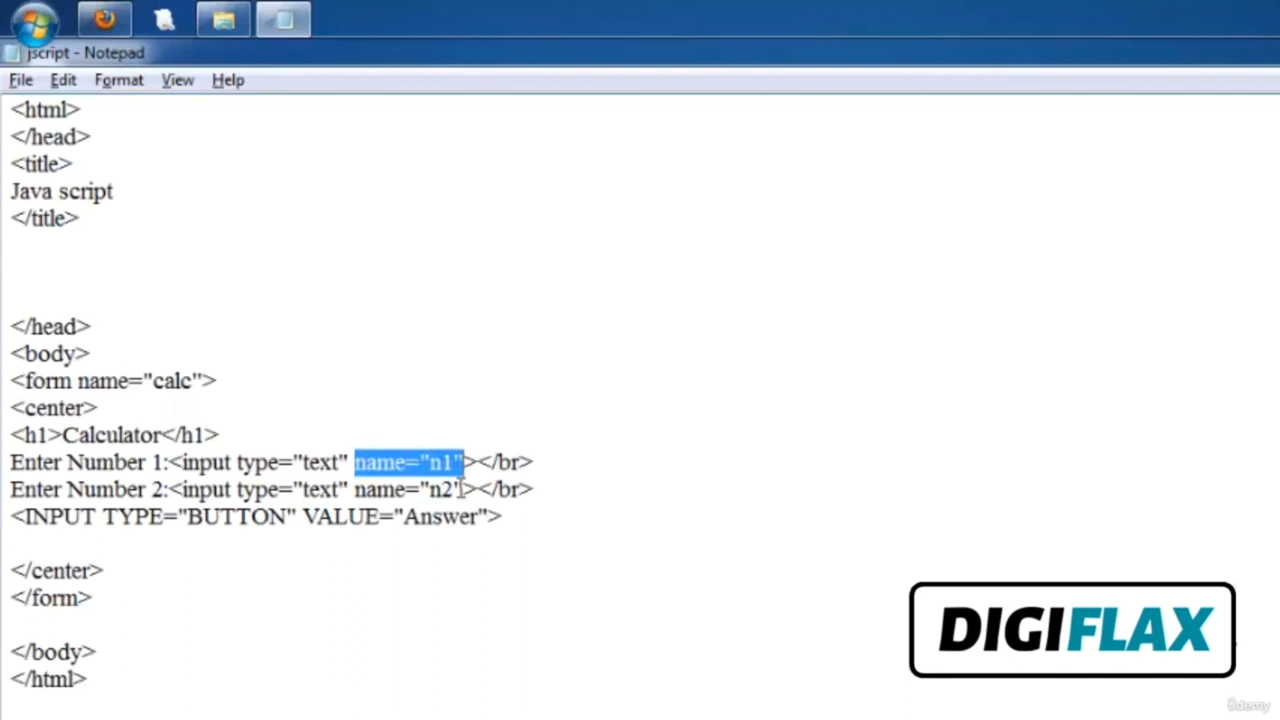 jscript - Notepad
File Edit Format View Help
<html>
</head>
<title>
Java script
</title>
</head>
<body>
<form name="calc">
<center>
<h1>Calculator</h1>
Enter Number 1:<input type="text" name="n1"></br>
Enter Number 2:<input type="text" name="n2"></br>
<INPUT TYPE="BUTTON" VALUE="Answer">
</center>
</form>
</body>
</html>
DIGIFLAX
ûdemy